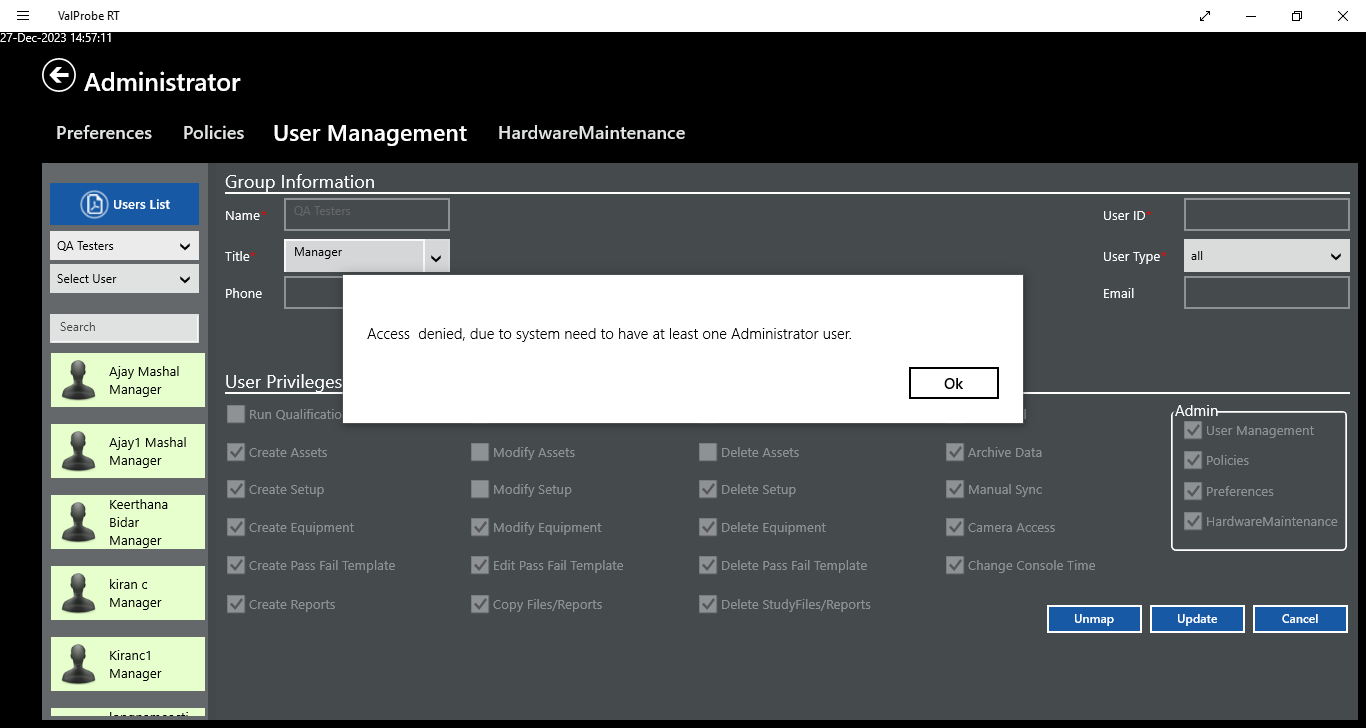 ValProbe RT
27-Dec-2023 14:57:11
Administrator
Preferences Policies User Management HardwareMaintenance
Users List
QA Testers
Select User
Search
Ajay Mashal
Manager
Ajay1 Mashal
Manager
Keerthana
Bidar
Manager
kiran c
Manager
Kiranc1
Manager
Group Information
Name* QA Testers
User ID*
Title* Manager
User Type* all
Phone
Email
Access  denied, due to system need to have at least one Administrator user.
Ok
User Privileges
Run Qualificatio
Create Assets Modify Assets Delete Assets Archive Data
Create Setup Modify Setup Delete Setup Manual Sync
Create Equipment Modify Equipment Delete Equipment Camera Access
Create Pass Fail Template Edit Pass Fail Template Delete Pass Fail Template Change Console Time
Create Reports Copy Files/Reports Delete StudyFiles/Reports
Admin
User Management
Policies
Preferences
HardwareMaintenance
Unmap Update Cancel